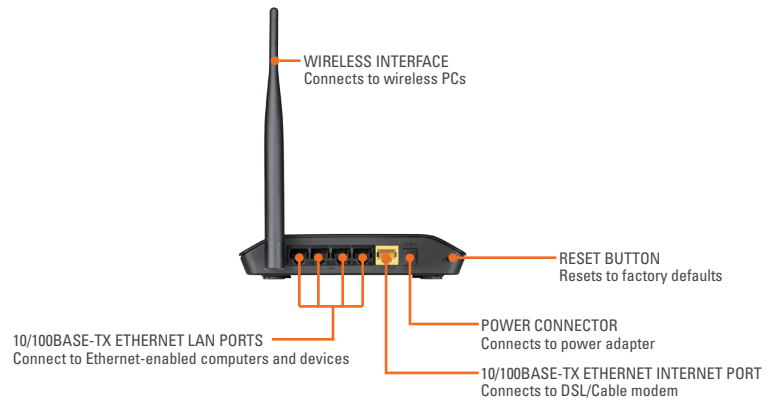 WIRELESS INTERFACE
Connects to wireless PCs
RESET BUTTON
Resets to factory defaults
10/100BASE-TX ETHERNET LAN PORTS
Connect to Ethernet-enabled computers and devices
POWER CONNECTOR
Connects to power adapter
10/100BASE-TX ETHERNET INTERNET PORT
Connects to DSL/Cable modem